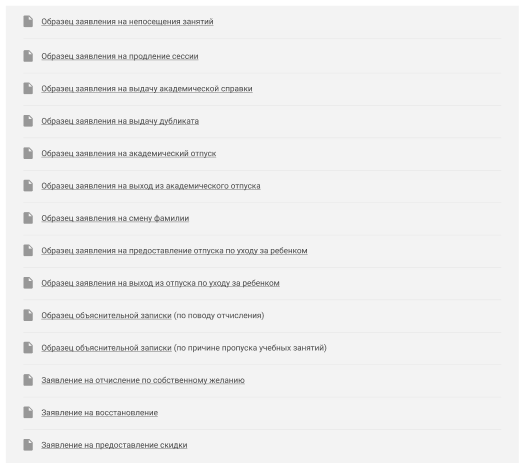 Образец заявления на непосещения занятий
Образец заявления на продление сессии
Образец заявления на выдачу академической справки
Образец заявления на выдачу дубликата
Образец заявления на академический отпуск
Образец заявления на выход из академического отпуска
Образец заявления на смену фамилии
Образец заявления на предоставление отпуска по уходу за ребенком
Образец заявления на выход из отпуска по уходу за ребенком
Образец объяснительной записки (по поводу отчисления)
Образец объяснительной записки (по причине пропуска учебных занятий)
Заявление на отчисление по собственному желанию
Заявление на восстановление
Заявление на предоставление скидки